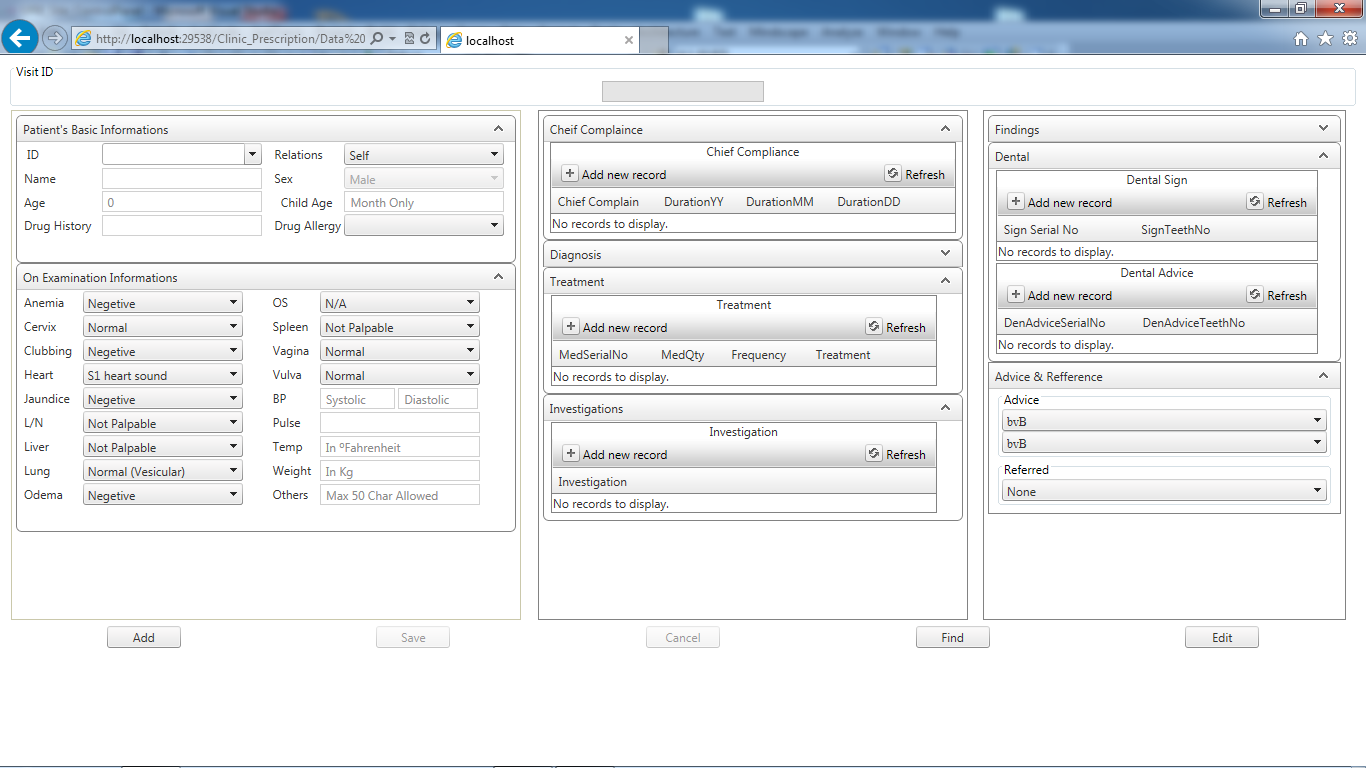 http://localhost:29538/Clinic_Prescription/Data%20
localhost
Visit ID
Patient's Basic Informations
ID
Relations Self
Name
Sex Male
Age 0
Child Age Month Only
Drug History
Drug Allergy
On Examination Informations
Anemia Negetive OS N/A
Cervix Normal Spleen Not Palpable
Clubbing Negetive Vagina Normal
Heart S1 heart sound Vulva Normal
Jaundice Negetive BP Systolic Diastolic
L/N Not Palpable Pulse
Liver Not Palpable Temp In ºFahrenheit
Lung Normal (Vesicular) Weight In Kg
Odema Negetive Others Max 50 Char Allowed
Cheif Complaince
Chief Compliance
Add new record Refresh
Chief Complain DurationYY DurationMM DurationDD
No records to display.
Diagnosis
Treatment
Treatment
Add new record Refresh
MedSerialNo MedQty Frequency Treatment
No records to display.
Investigations
Investigation
Add new record Refresh
Investigation
No records to display.
Findings
Dental
Dental Sign
Add new record Refresh
Sign Serial No SignTeethNo
No records to display.
Dental Advice
Add new record Refresh
DenAdviceSerialNo DenAdviceTeethNo
No records to display.
Advice & Refference
Advice
bvB
bvB
Referred
None
Add Save Cancel Find Edit